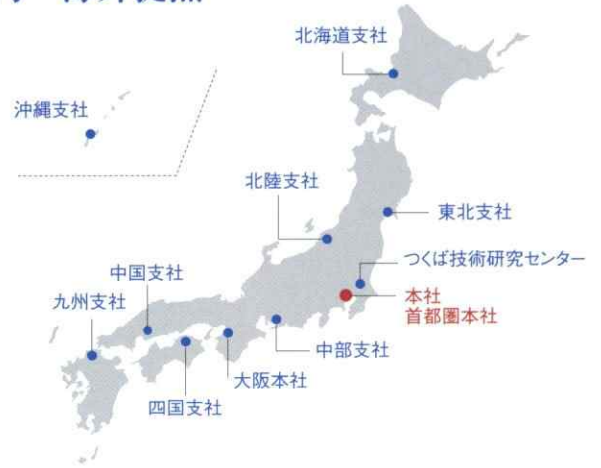 北海道支社
沖縄支社
北陸支社
東北支社
つくば技術研究センター
中国支社
本社
首都圏本社
九州支社
中部支社
大阪本社
四国支社